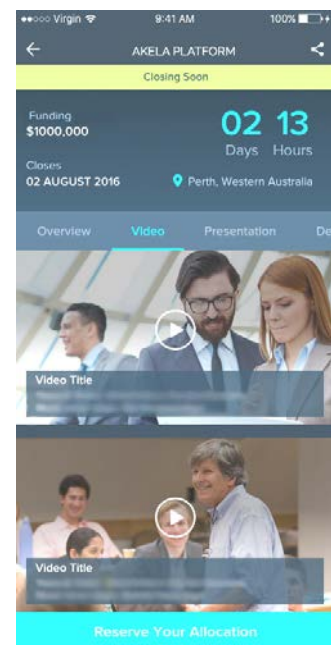 Virgin 9:41 AM 100%
AKELA PLATFORM
Closing Soon
Funding
$1000,000
02 13
Days Hours
Closes
02 AUGUST 2016
Perth, Western Australia
Overview Video Presentation De
Video Title
Video Title
Reserve Your Allocation